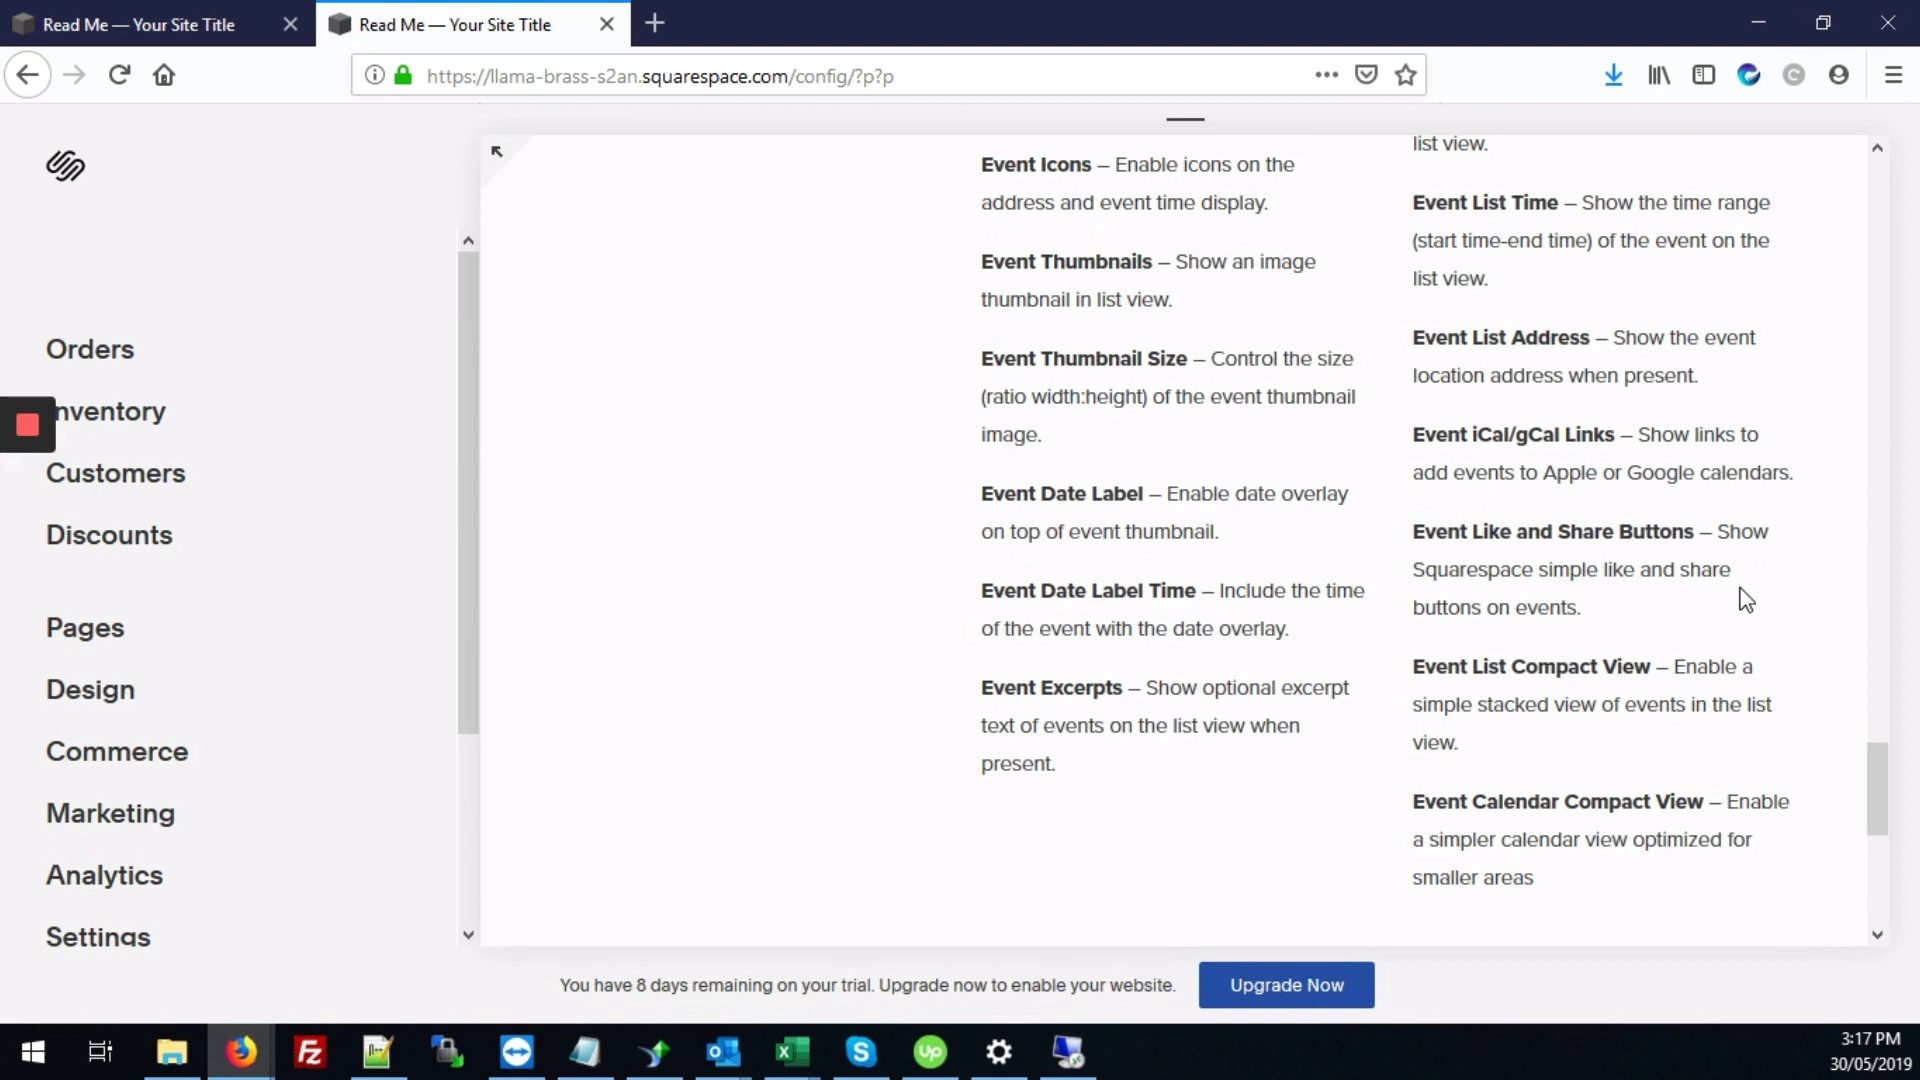 Read Me — Your Site Title
Read Me — Your Site Title
https://llama-brass-s2an.squarespace.com/config/?p?p
Orders
nventory
Customers
Discounts
Pages
Design
Commerce
Marketing
Analytics
Settings
Event Icons – Enable icons on the
address and event time display.
Event Thumbnails – Show an image
thumbnail in list view.
Event Thumbnail Size – Control the size
(ratio width:height) of the event thumbnail
image.
Event Date Label – Enable date overlay
on top of event thumbnail.
Event Date Label Time – Include the time
of the event with the date overlay.
Event Excerpts – Show optional excerpt
text of events on the list view when
present.
list view.
Event List Time – Show the time range
(start time-end time) of the event on the
list view.
Event List Address – Show the event
location address when present.
Event iCal/gCal Links – Show links to
add events to Apple or Google calendars.
Event Like and Share Buttons – Show
Squarespace simple like and share
buttons on events.
Event List Compact View – Enable a
simple stacked view of events in the list
view.
Event Calendar Compact View – Enable
a simpler calendar view optimized for
smaller areas
You have 8 days remaining on your trial. Upgrade now to enable your website.
Upgrade Now
3:17 PM
30/05/2019